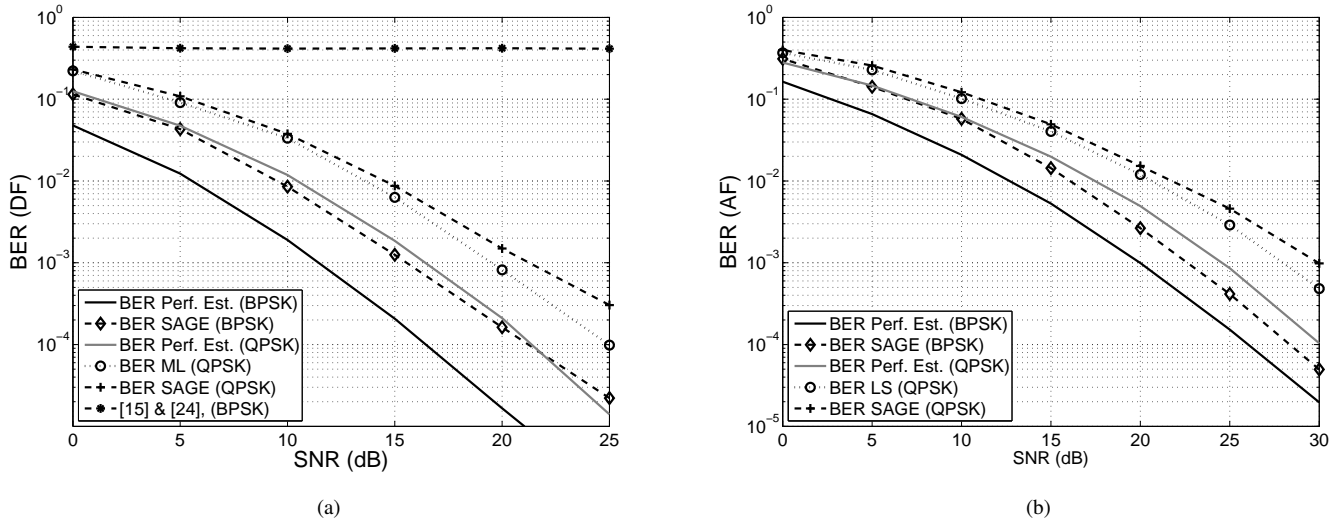 10^0
10^-1
10^-2
10^-3
10^-4
BER (DF)
BER Perf. Est. (BPSK)
BER SAGE (BPSK)
BER Perf. Est. (QPSK)
BER ML (QPSK)
BER SAGE (QPSK)
[15] & [24], (BPSK)
0 5 10 15 20 25
SNR (dB)
(a)
10^0
10^-1
10^-2
10^-3
10^-4
10^-5
BER (AF)
BER Perf. Est. (BPSK)
BER SAGE (BPSK)
BER Perf. Est. (QPSK)
BER LS (QPSK)
BER SAGE (QPSK)
0 5 10 15 20 25 30
SNR (dB)
(b)